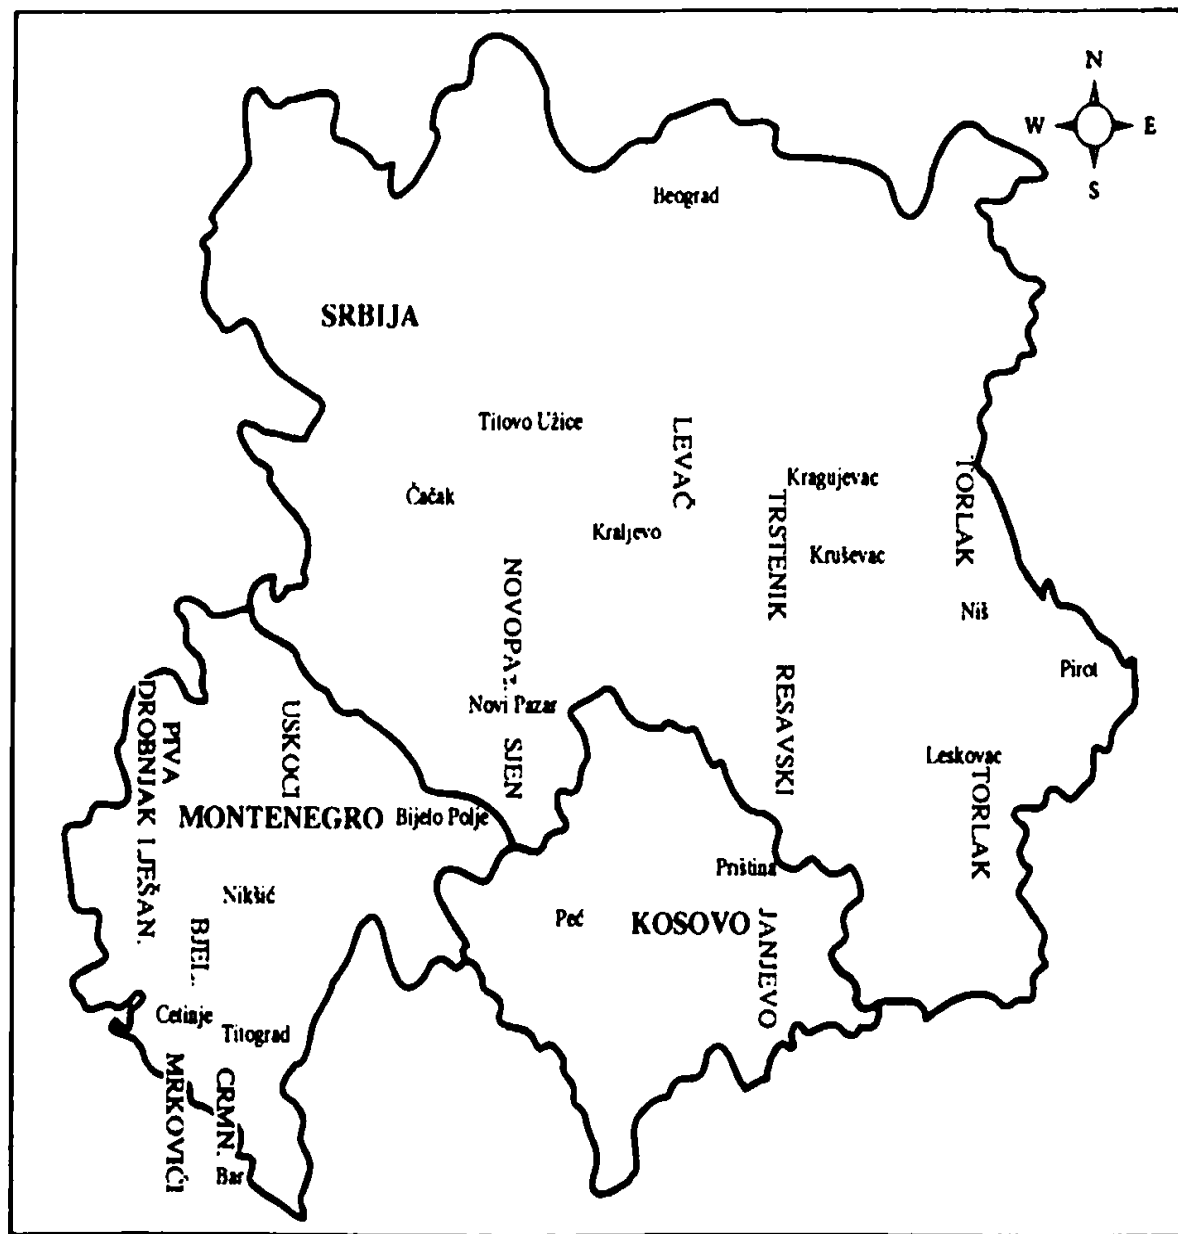 N
W E
S
Beograd
SRBIJA
Titovo Užice
LEVAČ
Čačak
Kragujevac
TORLAK
Kraljevo
TRSTENIK
Kruševac
NOVOPAZ.
Niš
Pirot
RESAVSKI
Novi Pazar
USKOCI
PIVA
DROBNJAK
SJEN
Leskovac
TORLAK
MONTENEGRO
Bijelo Polje
LJEŠAN.
Priština
Nikšić
Peć
KOSOVO
JANJEVO
BJEL.
Cetinje
Titograd
MRKOVIĆI
CRMN.
Bar